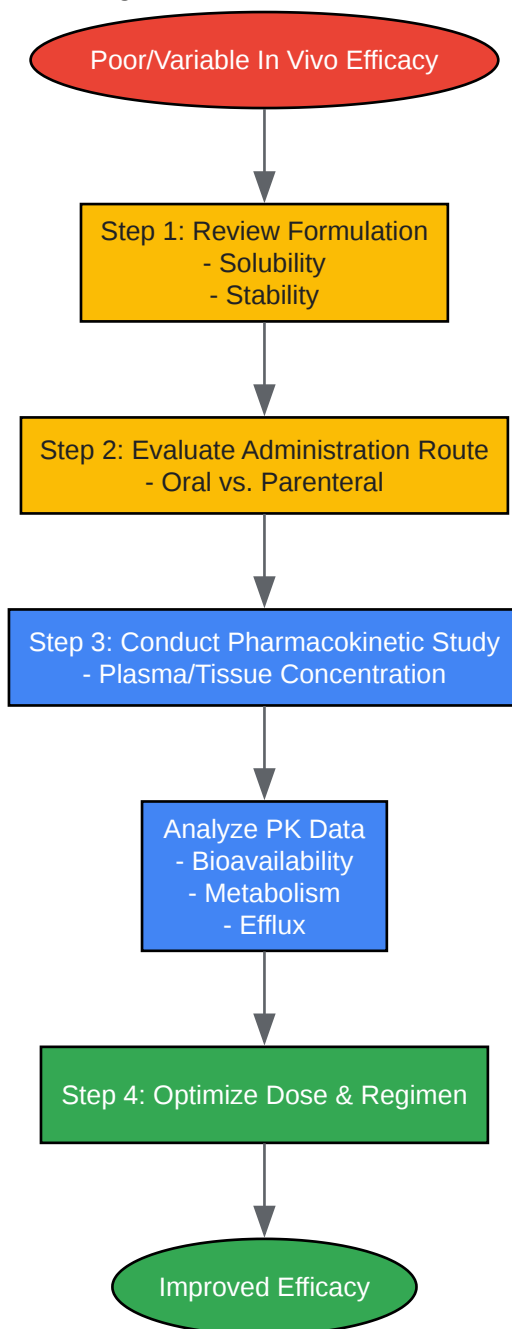 Poor/Variable In Vivo Efficacy
Step 1: Review Formulation
- Solubility
- Stability
Step 2: Evaluate Administration Route
- Oral vs. Parenteral
Step 3: Conduct Pharmacokinetic Study
- Plasma/Tissue Concentration
Analyze PK Data
- Bioavailability
- Metabolism
- Efflux
Step 4: Optimize Dose & Regimen
Improved Efficacy